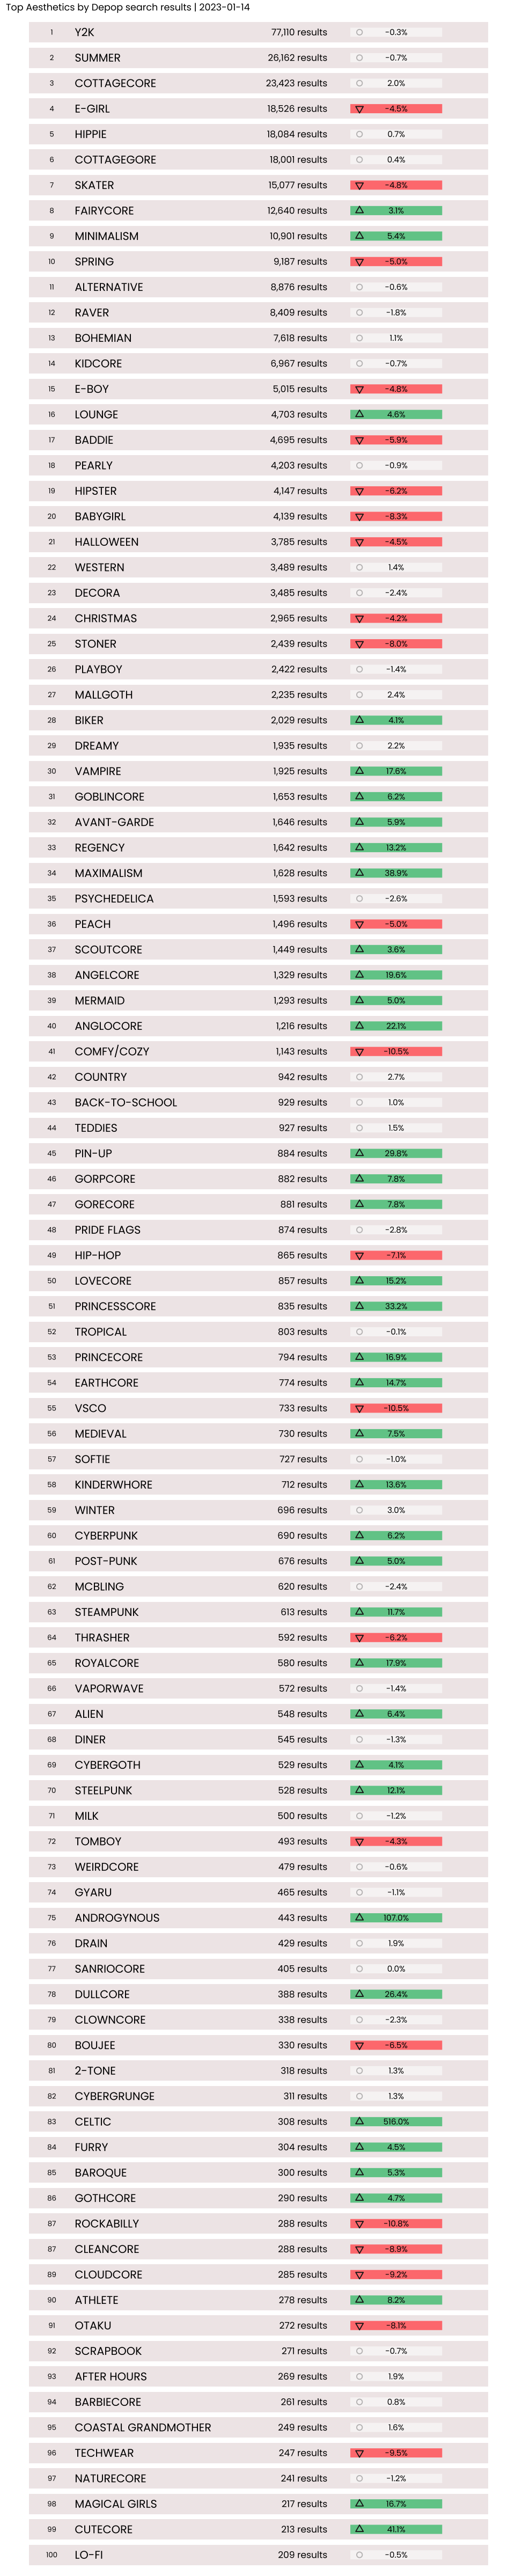 Top Aesthetics by Depop search results | 2023-01-14
1 Y2K 77,110 results -0.3%
2 SUMMER 26,162 results -0.7%
3 COTTAGECORE 23,423 results 2.0%
4 E-GIRL 18,526 results -4.5%
5 HIPPIE 18,084 results 0.7%
6 COTTAGEGORE 18,001 results 0.4%
7 SKATER 15,077 results -4.8%
8 FAIRYCORE 12,640 results 3.1%
9 MINIMALISM 10,901 results 5.4%
10 SPRING 9,187 results -5.0%
11 ALTERNATIVE 8,876 results -0.6%
12 RAVER 8,409 results -1.8%
13 BOHEMIAN 7,618 results 1.1%
14 KIDCORE 6,967 results -0.7%
15 E-BOY 5,015 results -4.8%
16 LOUNGE 4,703 results 4.6%
17 BADDIE 4,695 results -5.9%
18 PEARLY 4,203 results -0.9%
19 HIPSTER 4,147 results -6.2%
20 BABYGIRL 4,139 results -8.3%
21 HALLOWEEN 3,785 results -4.5%
22 WESTERN 3,489 results 1.4%
23 DECORA 3,485 results -2.4%
24 CHRISTMAS 2,965 results -4.2%
25 STONER 2,439 results -8.0%
26 PLAYBOY 2,422 results -1.4%
27 MALLGOTH 2,235 results 2.4%
28 BIKER 2,029 results 4.1%
29 DREAMY 1,935 results 2.2%
30 VAMPIRE 1,925 results 17.6%
31 GOBLINCORE 1,653 results 6.2%
32 AVANT-GARDE 1,646 results 5.9%
33 REGENCY 1,642 results 13.2%
34 MAXIMALISM 1,628 results 38.9%
35 PSYCHEDELICA 1,593 results -2.6%
36 PEACH 1,496 results -5.0%
37 SCOUTCORE 1,449 results 3.6%
38 ANGELCORE 1,329 results 19.6%
39 MERMAID 1,293 results 5.0%
40 ANGLOCORE 1,216 results 22.1%
41 COMFY/COZY 1,143 results -10.5%
42 COUNTRY 942 results 2.7%
43 BACK-TO-SCHOOL 929 results 1.0%
44 TEDDIES 927 results 1.5%
45 PIN-UP 884 results 29.8%
46 GORPCORE 882 results 7.8%
47 GORECORE 881 results 7.8%
48 PRIDE FLAGS 874 results -2.8%
49 HIP-HOP 865 results -7.1%
50 LOVECORE 857 results 15.2%
51 PRINCESSCORE 835 results 33.2%
52 TROPICAL 803 results -0.1%
53 PRINCECORE 794 results 16.9%
54 EARTHCORE 774 results 14.7%
55 VSCO 733 results -10.5%
56 MEDIEVAL 730 results 7.5%
57 SOFTIE 727 results -1.0%
58 KINDERWHORE 712 results 13.6%
59 WINTER 696 results 3.0%
60 CYBERPUNK 690 results 6.2%
61 POST-PUNK 676 results 5.0%
62 MCBLING 620 results -2.4%
63 STEAMPUNK 613 results 11.7%
64 THRASHER 592 results -6.2%
65 ROYALCORE 580 results 17.9%
66 VAPORWAVE 572 results -1.4%
67 ALIEN 548 results 6.4%
68 DINER 545 results -1.3%
69 CYBERGOTH 529 results 4.1%
70 STEELPUNK 528 results 12.1%
71 MILK 500 results -1.2%
72 TOMBOY 493 results -4.3%
73 WEIRDCORE 479 results -0.6%
74 GYARU 465 results -1.1%
75 ANDROGYNOUS 443 results 107.0%
76 DRAIN 429 results 1.9%
77 SANRIOCORE 405 results 0.0%
78 DULLCORE 388 results 26.4%
79 CLOWNCORE 338 results -2.3%
80 BOUJEE 330 results -6.5%
81 2-TONE 318 results 1.3%
82 CYBERGRUNGE 311 results 1.3%
83 CELTIC 308 results 516.0%
84 FURRY 304 results 4.5%
85 BAROQUE 300 results 5.3%
86 GOTHCORE 290 results 4.7%
87 ROCKABILLY 288 results -10.8%
87 CLEANCORE 288 results -8.9%
89 CLOUDCORE 285 results -9.2%
90 ATHLETE 278 results 8.2%
91 OTAKU 272 results -8.1%
92 SCRAPBOOK 271 results -0.7%
93 AFTER HOURS 269 results 1.9%
94 BARBIECORE 261 results 0.8%
95 COASTAL GRANDMOTHER 249 results 1.6%
96 TECHWEAR 247 results -9.5%
97 NATURECORE 241 results -1.2%
98 MAGICAL GIRLS 217 results 16.7%
99 CUTECORE 213 results 41.1%
100 LO-FI 209 results -0.5%